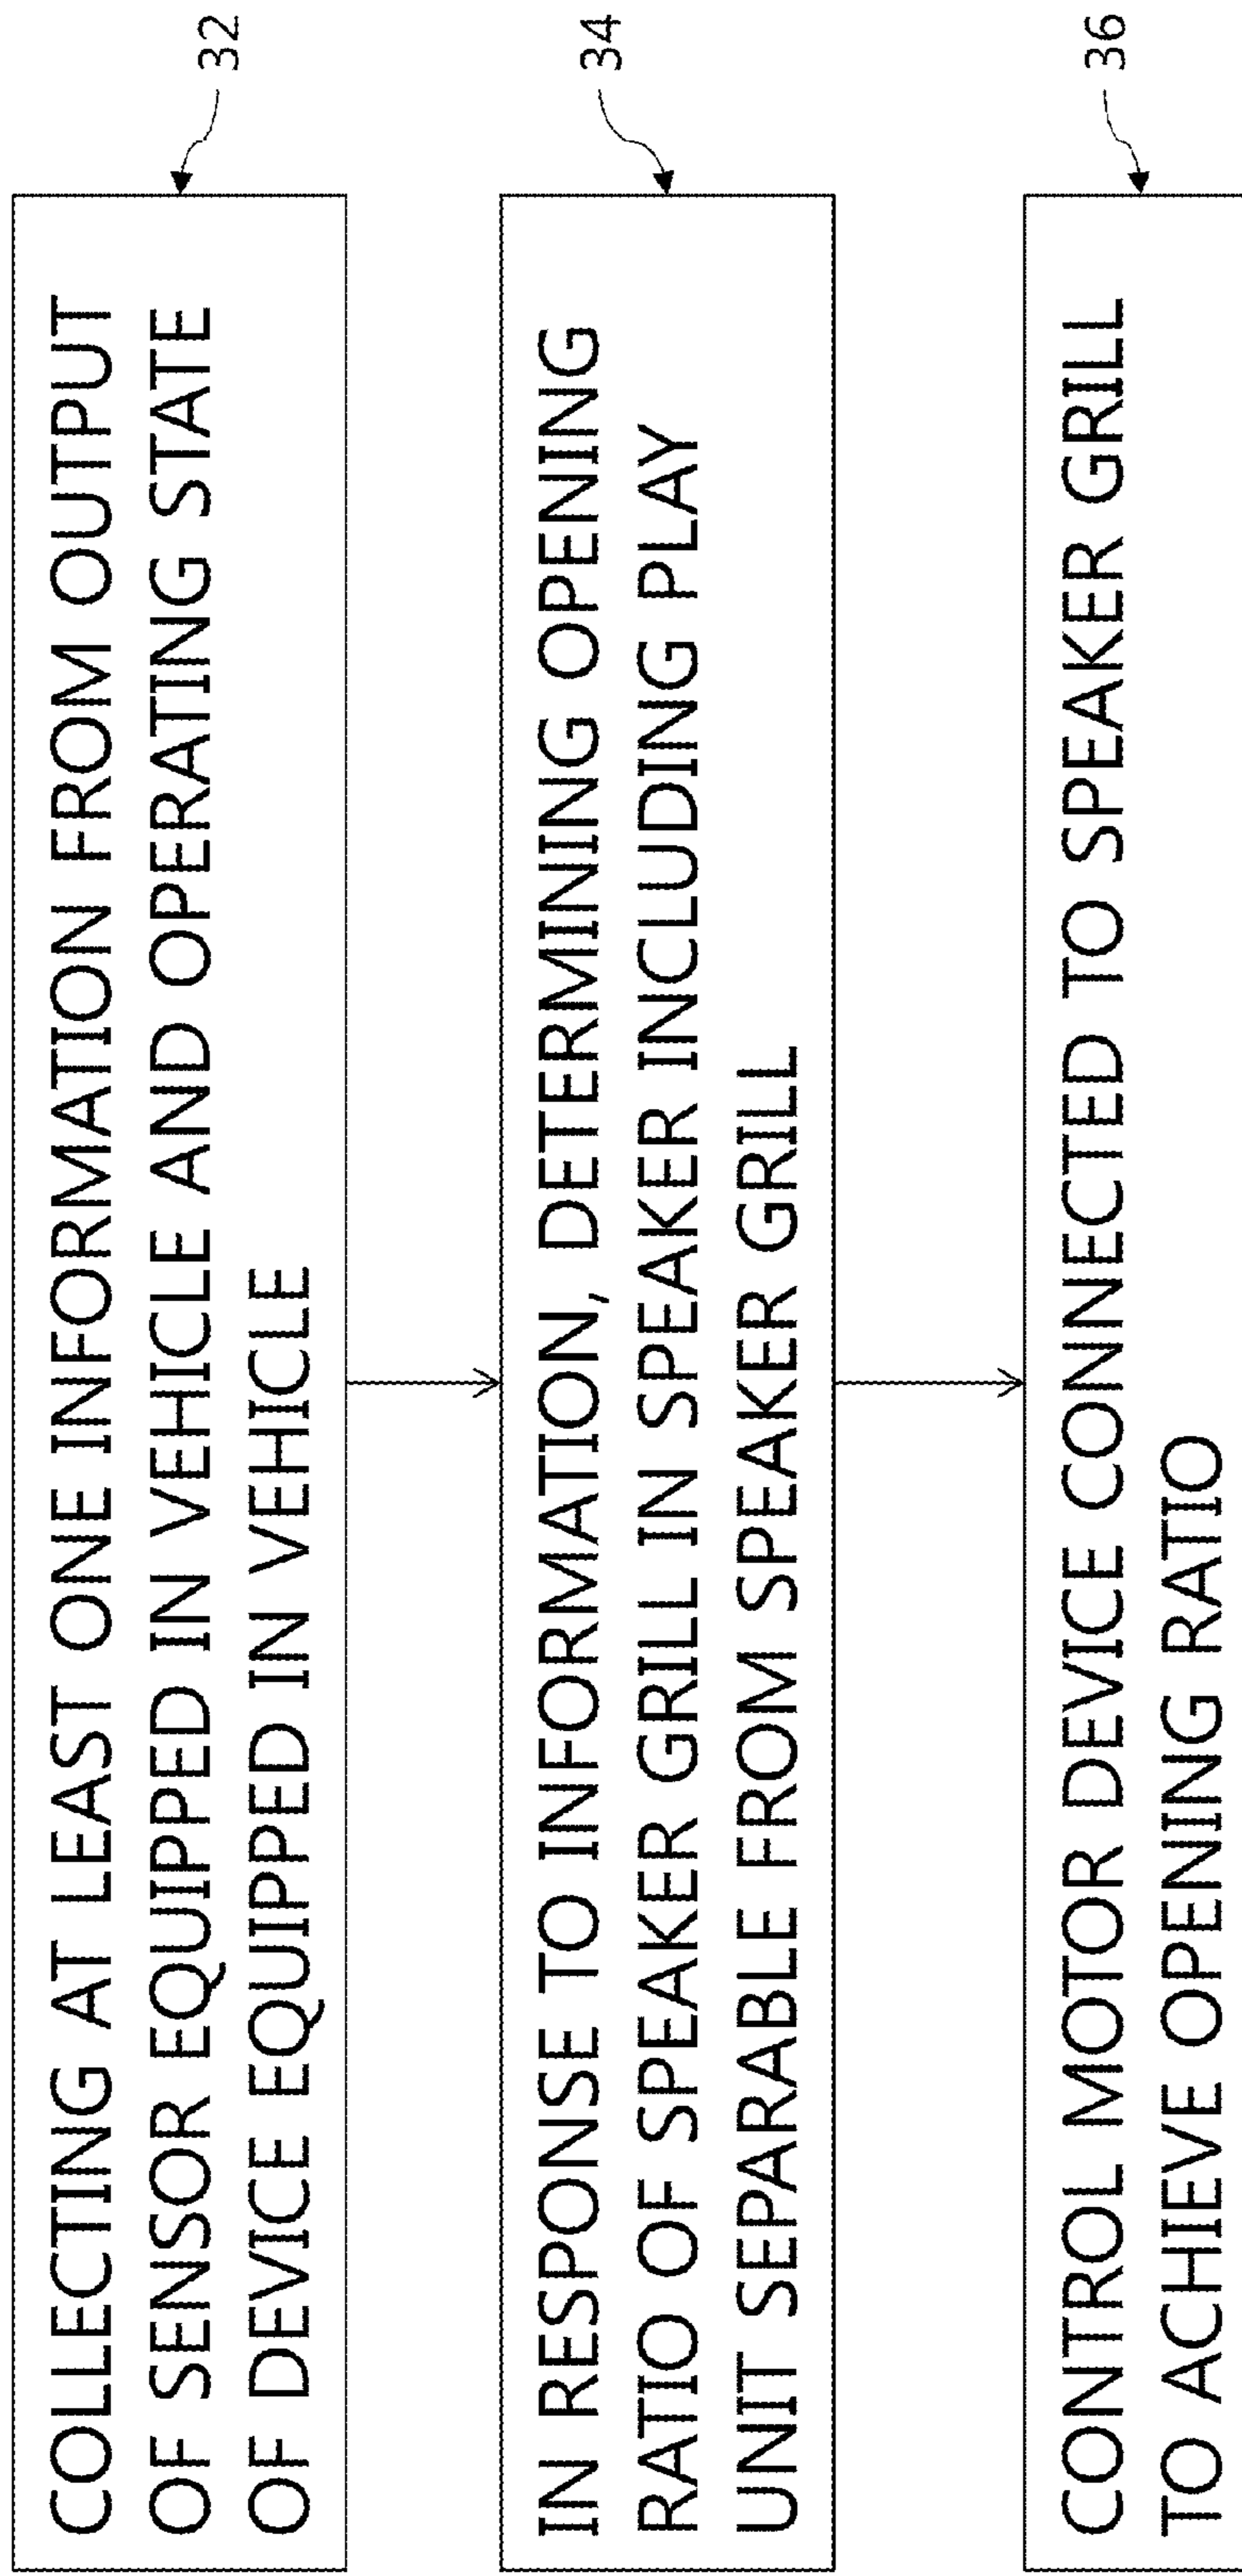 COLLECTING AT LEAST ONE INFORMATION FROM OUTPUT
OF SENSOR EQUIPPED IN VEHICLE AND OPERATING STATE
OF DEVICE EQUIPPED IN VEHICLE
32
IN RESPONSE TO INFORMATION, DETERMINING OPENING
RATIO OF SPEAKER GRILL IN SPEAKER INCLUDING PLAY
UNIT SEPARABLE FROM SPEAKER GRILL
34
CONTROL MOTOR DEVICE CONNECTED TO SPEAKER GRILL
TO ACHIEVE OPENING RATIO
36